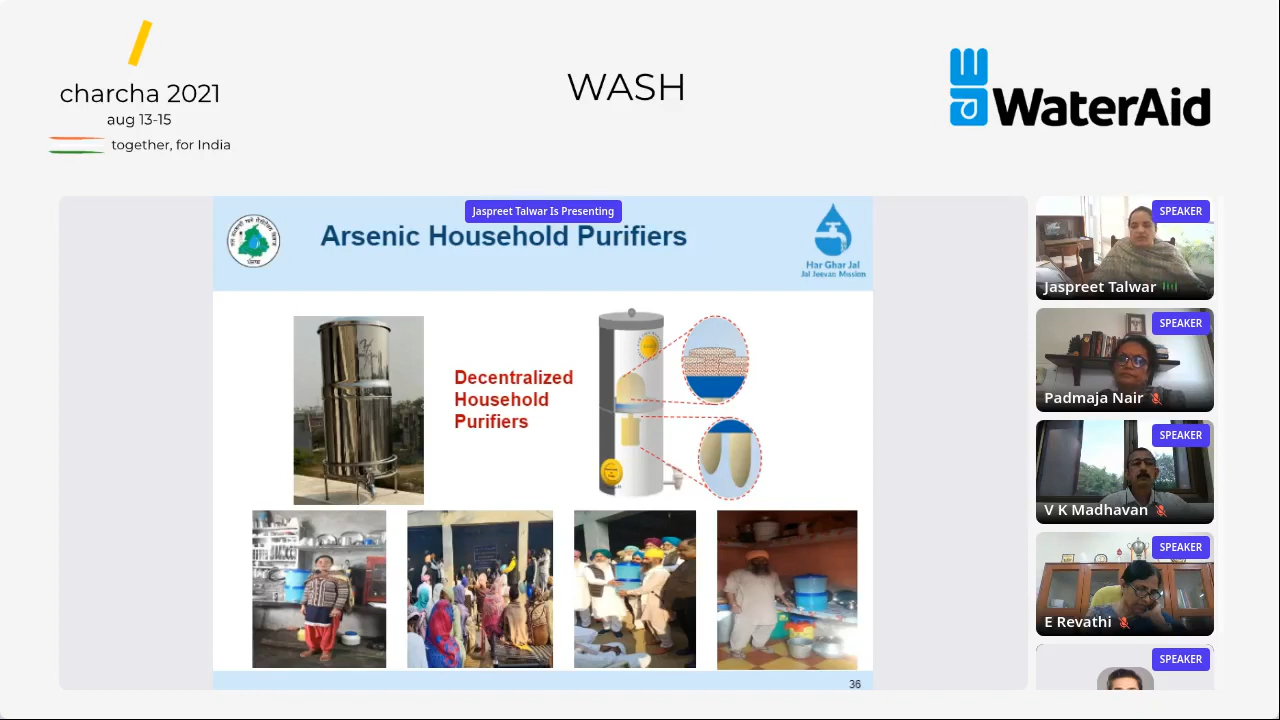 charcha 2021
aug 13-15
together, for India
WASH
WaterAid
Jaspreet Talwar Is Presenting
Arsenic Household Purifiers
Har Ghar Jal
Jal Jeevan Mission
Decentralized
Household
Purifiers
36
SPEAKER
Jaspreet Talwar
SPEAKER
Padmaja Nair
SPEAKER
V K Madhavan
SPEAKER
E Revathi
SPEAKER